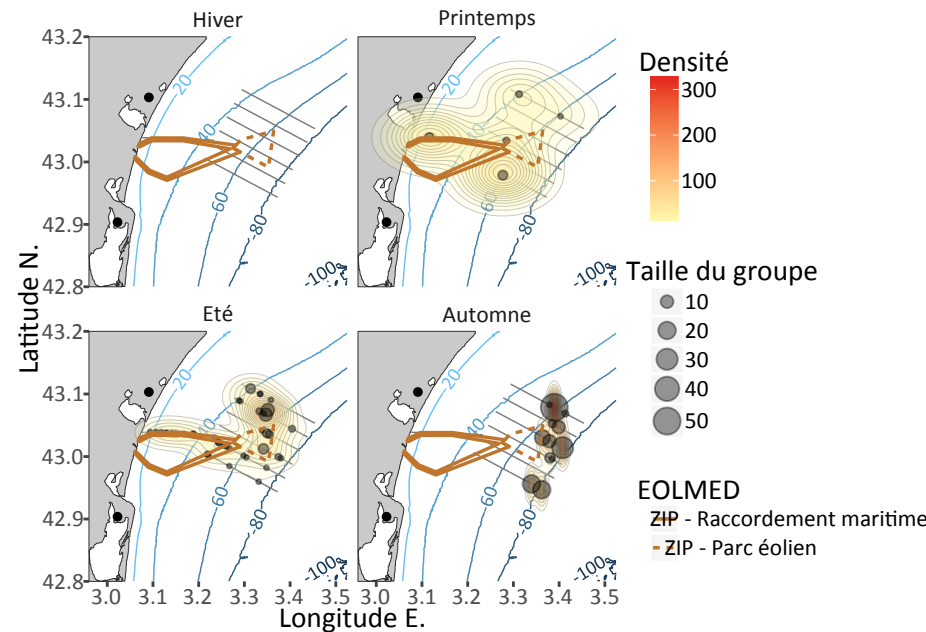 Hiver
Printemps
43.2
43.1
43.0
42.9
42.8
20
40
60
-80
-100
20
40
60
-80
-100
Densité
300
200
100
Latitude N.
Taille du groupe
10
20
30
40
50
Eté
Automne
43.2
43.1
43.0
42.9
42.8
20
40
60
-80
-100
20
40
60
-80
-100
3.0 3.1 3.2 3.3 3.4 3.5
3.0 3.1 3.2 3.3 3.4 3.5
Longitude E.
EOLMED
ZIP - Raccordement maritime
ZIP - Parc éolien